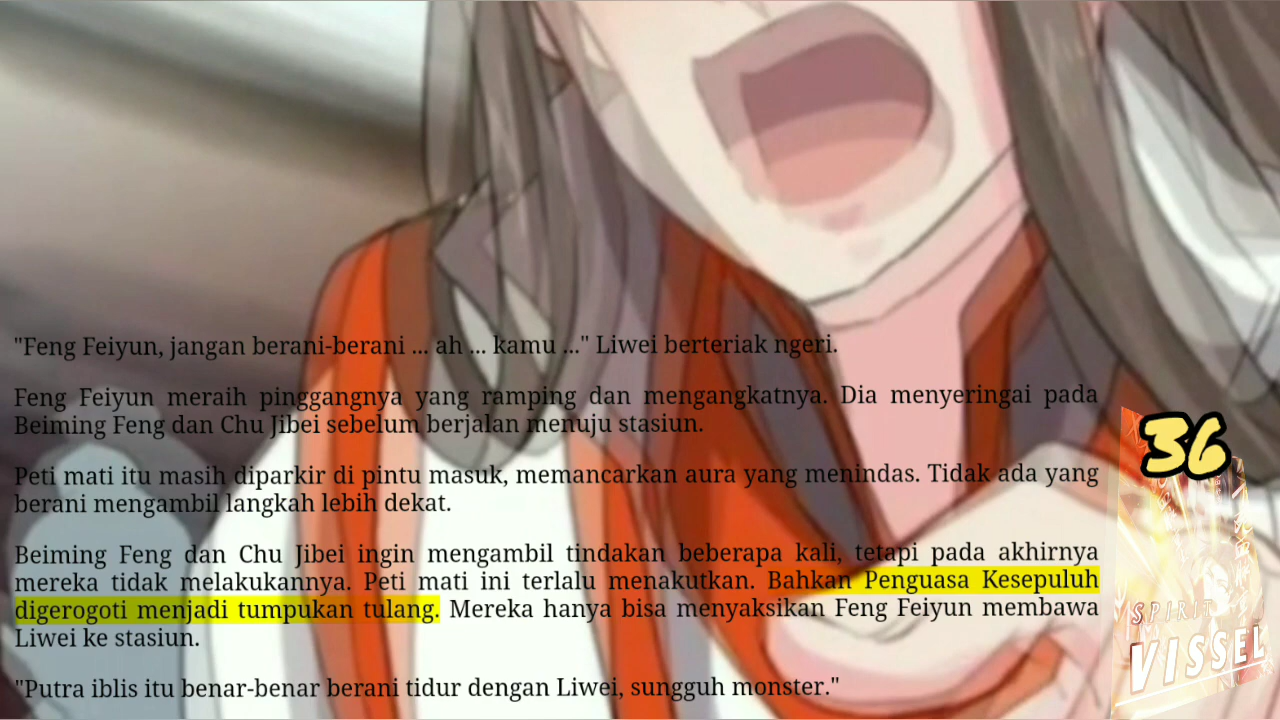 "Feng Feiyun, jangan berani-berani ... ah ... kamu ..." Liwei berteriak ngeri.
Feng Feiyun meraih pinggangnya yang ramping dan mengangkatnya. Dia menyeringai pada
Beiming Feng dan Chu Jibei sebelum berjalan menuju stasiun.
Peti mati itu masih diparkir di pintu masuk, memancarkan aura yang menindas. Tidak ada yang
berani mengambil langkah lebih dekat.
Beiming Feng dan Chu Jibei ingin mengambil tindakan beberapa kali, tetapi pada akhirnya
mereka tidak melakukannya. Peti mati ini terlalu menakutkan. Bahkan Penguasa Kesepuluh
digerogoti menjadi tumpukan tulang. Mereka hanya bisa menyaksikan Feng Feiyun membawa
Liwei ke stasiun.
"Putra iblis itu benar-benar berani tidur dengan Liwei, sungguh monster."
36
SPIRIT
VISSEL